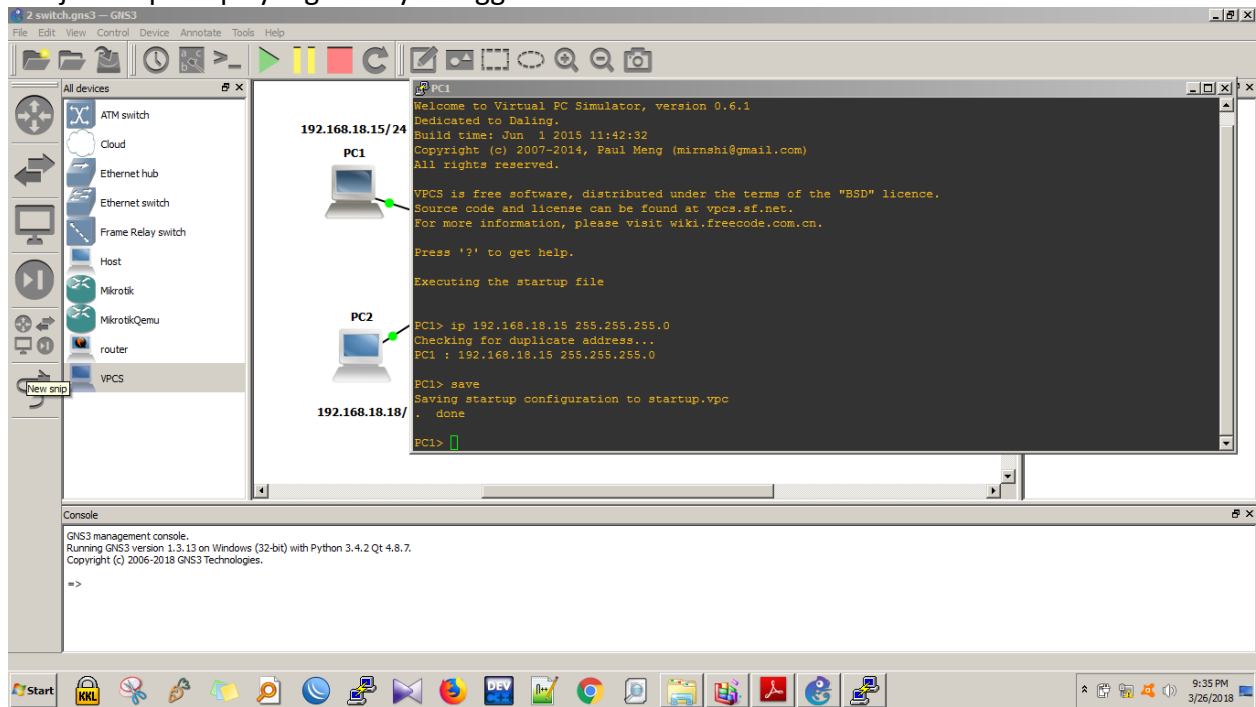 2 switch.gns3 — GNS3
File Edit View Control Device Annotate Tools Help
All devices
ATM switch
Cloud
Ethernet hub
Ethernet switch
Frame Relay switch
Host
Mikrotik
MikrotikQemu
router
VPCS
New snip
192.168.18.15/24
PC1
PC2
192.168.18.18/
PC1
Welcome to Virtual PC Simulator, version 0.6.1
Dedicated to Daling.
Build time: Jun 1 2015 11:42:32
Copyright (c) 2007-2014, Paul Meng (mirnshi@gmail.com)
All rights reserved.
VPCS is free software, distributed under the terms of the "BSD" licence.
Source code and license can be found at vpcs.sf.net.
For more information, please visit wiki.freecode.com.cn.
Press '?' to get help.
Executing the startup file
PC1> ip 192.168.18.15 255.255.255.0
Checking for duplicate address...
PC1 : 192.168.18.15 255.255.255.0
PC1> save
Saving startup configuration to startup.vpc
. done
PC1>
Console
GNS3 management console.
Running GNS3 version 1.3.13 on Windows (32-bit) with Python 3.4.2 Qt 4.8.7.
Copyright (c) 2006-2018 GNS3 Technologies.
=>
Start
KKL
DEV
9:35 PM
3/26/2018